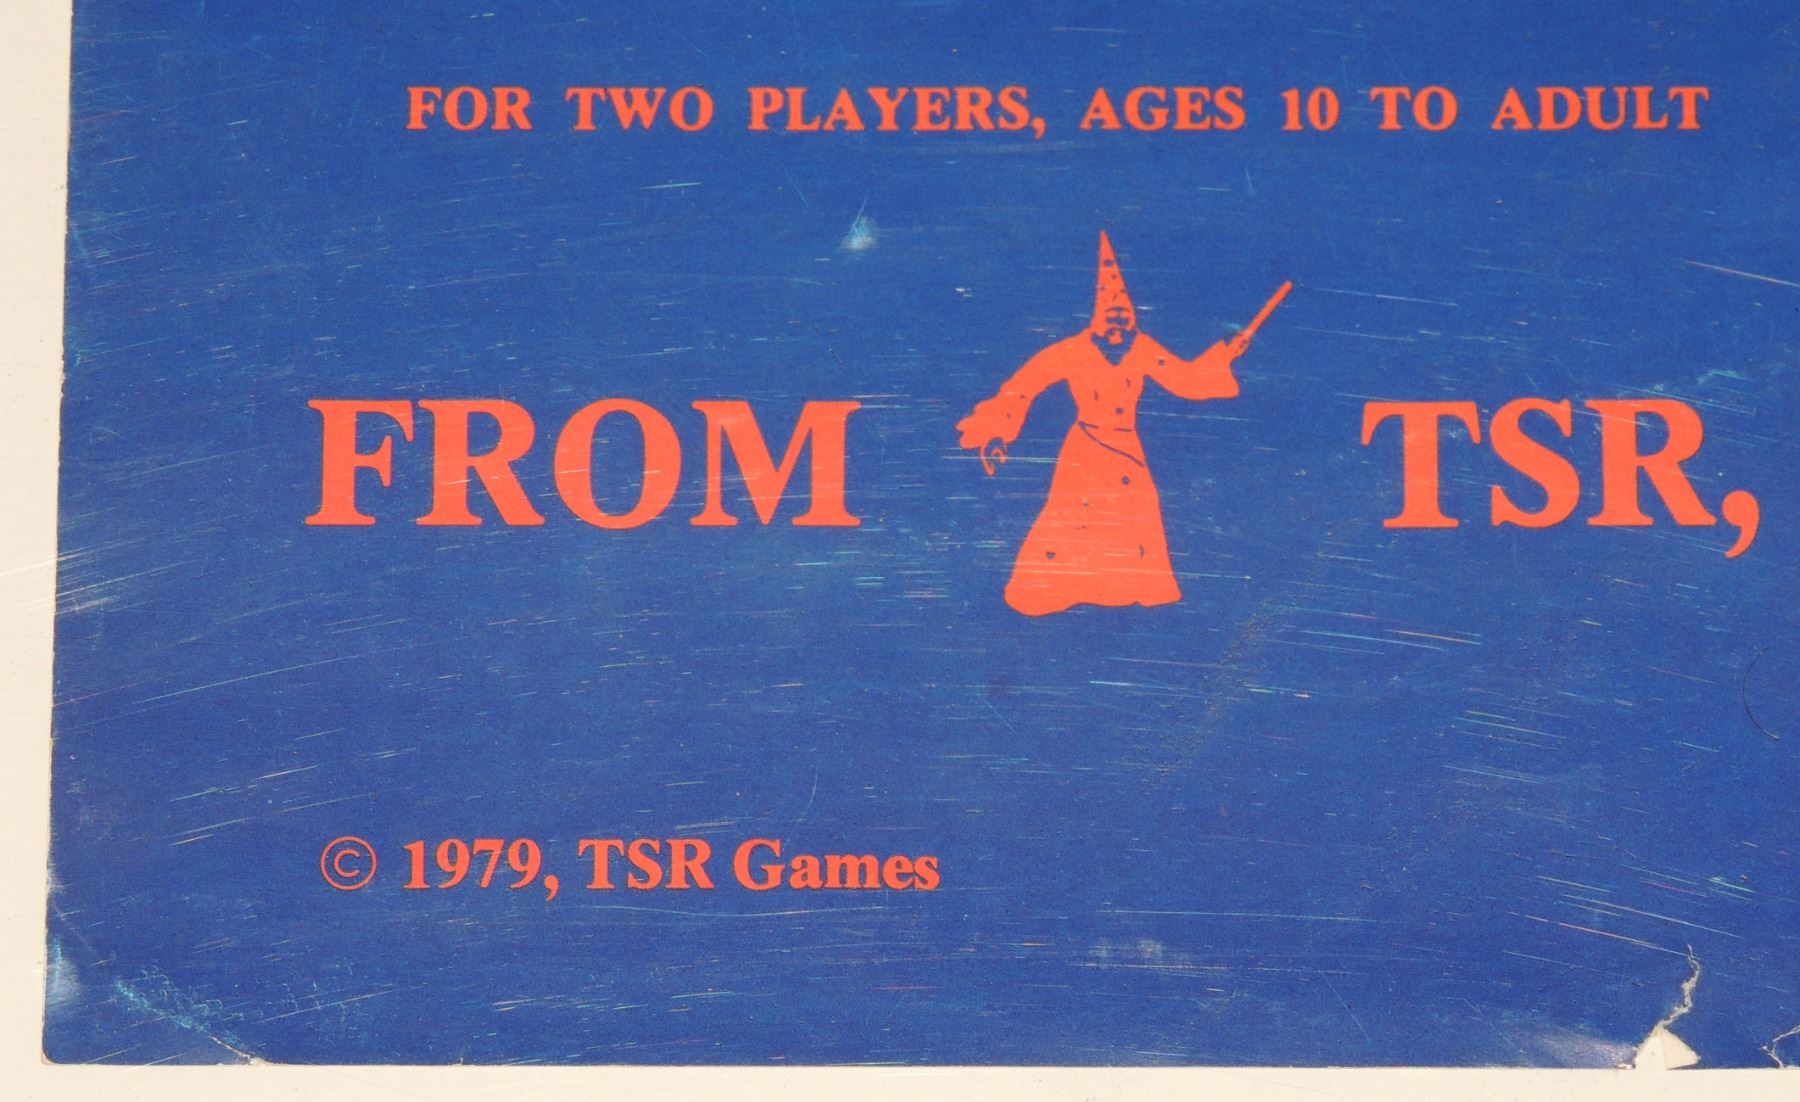 FOR TWO PLAYERS, AGES 10 TO ADULT
FROM TSR,
© 1979, TSR Games